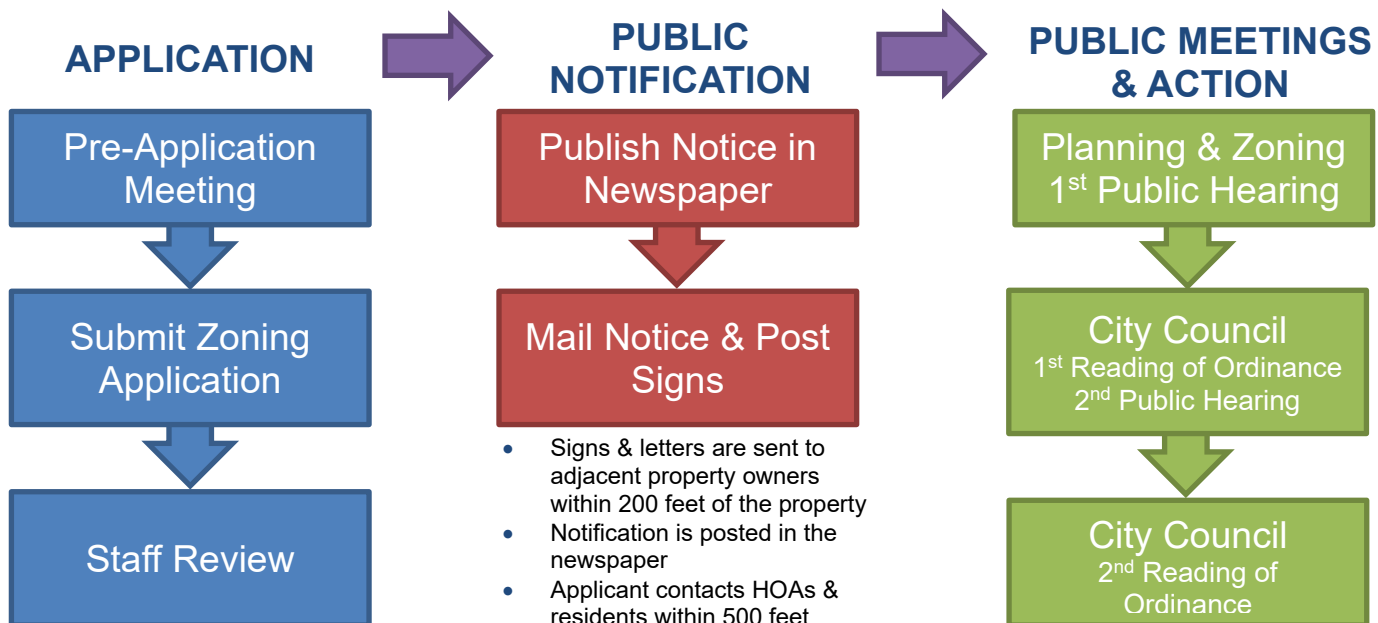 APPLICATION
Pre-Application
Meeting
Submit Zoning
Application
Staff Review
PUBLIC
NOTIFICATION
Publish Notice in
Newspaper
Mail Notice & Post
Signs
• Signs & letters are sent to
adjacent property owners
within 200 feet of the property
• Notification is posted in the
newspaper
• Applicant contacts HOAs &
residents within 500 feet
PUBLIC MEETINGS
& ACTION
Planning & Zoning
1st Public Hearing
City Council
1st Reading of Ordinance
2nd Public Hearing
City Council
2nd Reading of
Ordinance